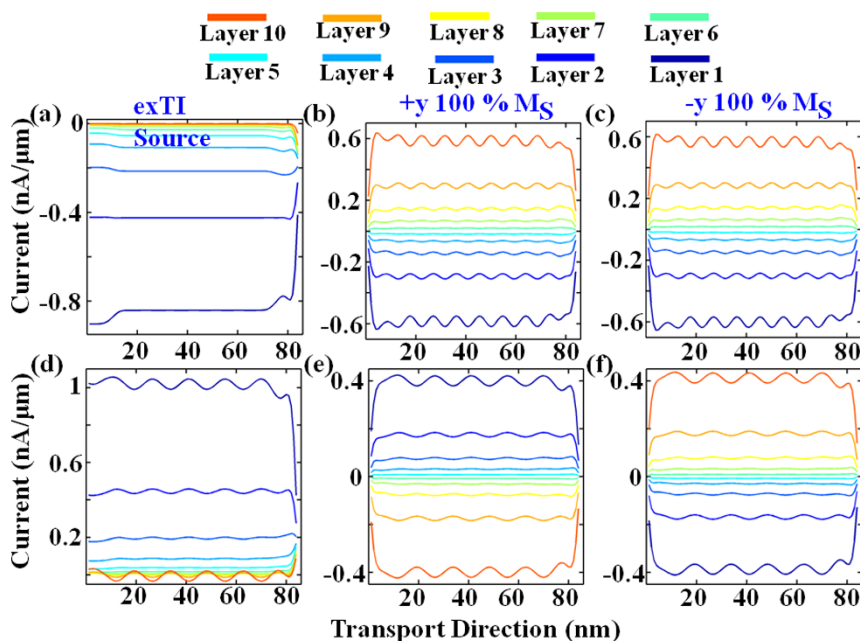 Layer 10 Layer 9 Layer 8 Layer 7 Layer 6
Layer 5 Layer 4 Layer 3 Layer 2 Layer 1
(a) exTI (b) +y 100 % MS (c) -y 100 % MS
Source
Current (nA/μm)
0
-0.4
-0.8
20 40 60 80
0.6
0.2
-0.2
-0.6
20 40 60 80
0.6
0.2
-0.2
-0.6
20 40 60 80
(d) (e) (f)
Current (nA/μm)
1
0.6
0.2
20 40 60 80
0.4
0
-0.4
20 40 60 80
0.4
0
-0.4
20 40 60 80
Transport Direction (nm)